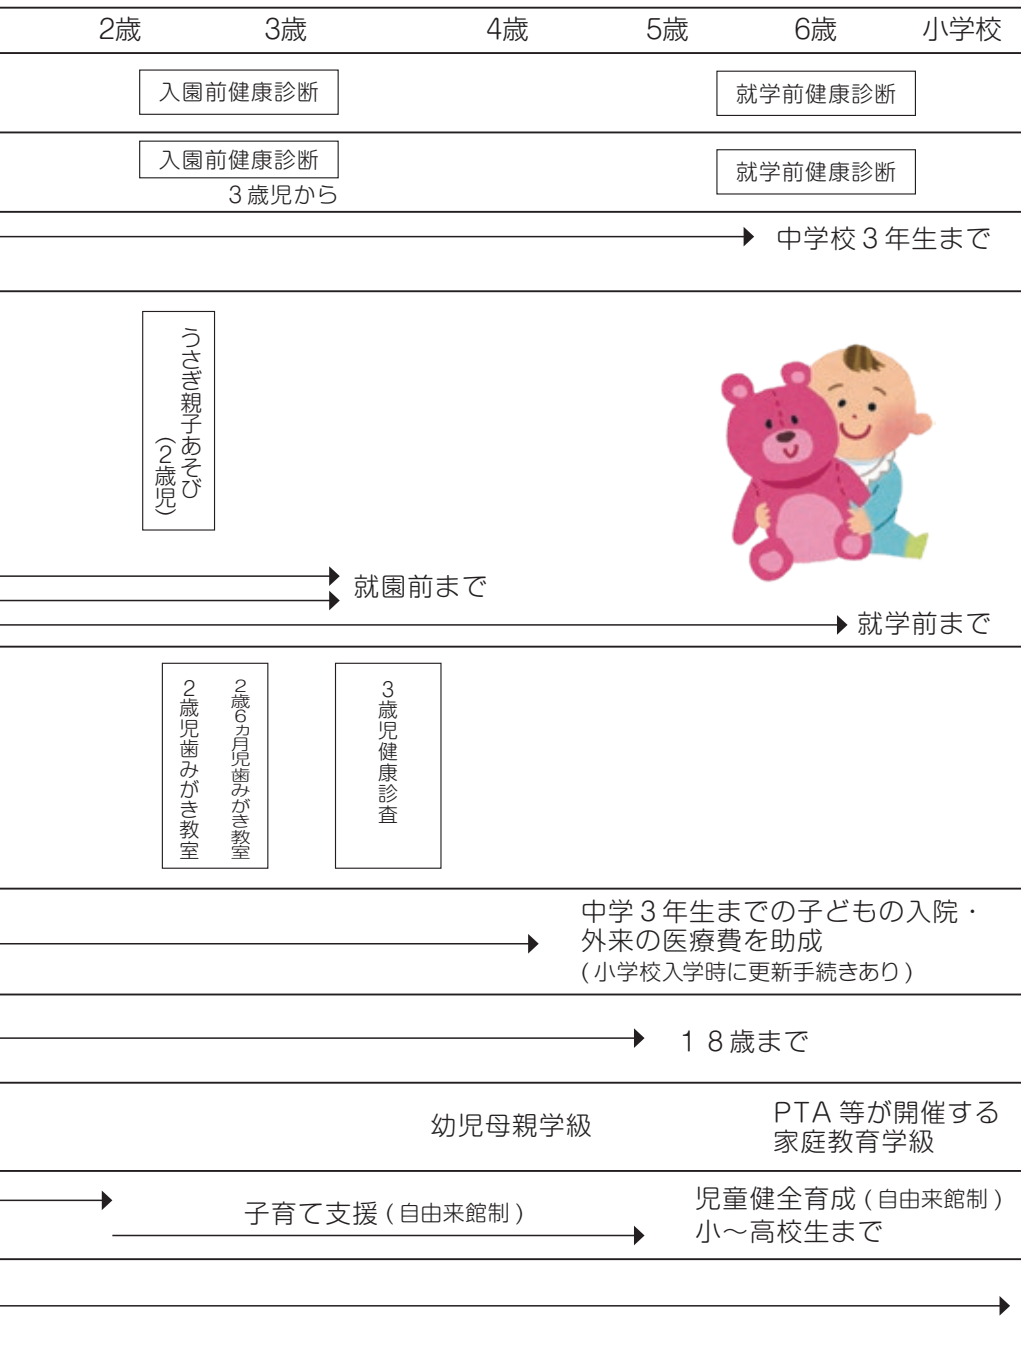 2歳 3歳 4歳 5歳 6歳 小学校
入園前健康診断 就学前健康診断
入園前健康診断 就学前健康診断
3歳児から
中学校3年生まで
うさぎ親子あそび
(2歳児)
就園前まで
就学前まで
2歳児歯みがき教室
2歳6ヵ月児歯みがき教室
3歳児健康診査
中学3年生までの子どもの入院・
外来の医療費を助成
(小学校入学時に更新手続きあり)
18歳まで
幼児母親学級
PTA等が開催する
家庭教育学級
子育て支援(自由来館制)
児童健全育成(自由来館制)
小～高校生まで